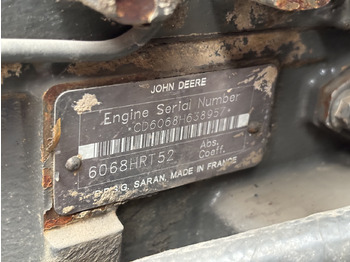 JOHN DEERE
Engine Serial Number
*CD6068H638957*
6068HRT52
Abs.
Coeff.
SARAN, MADE IN FRANCE